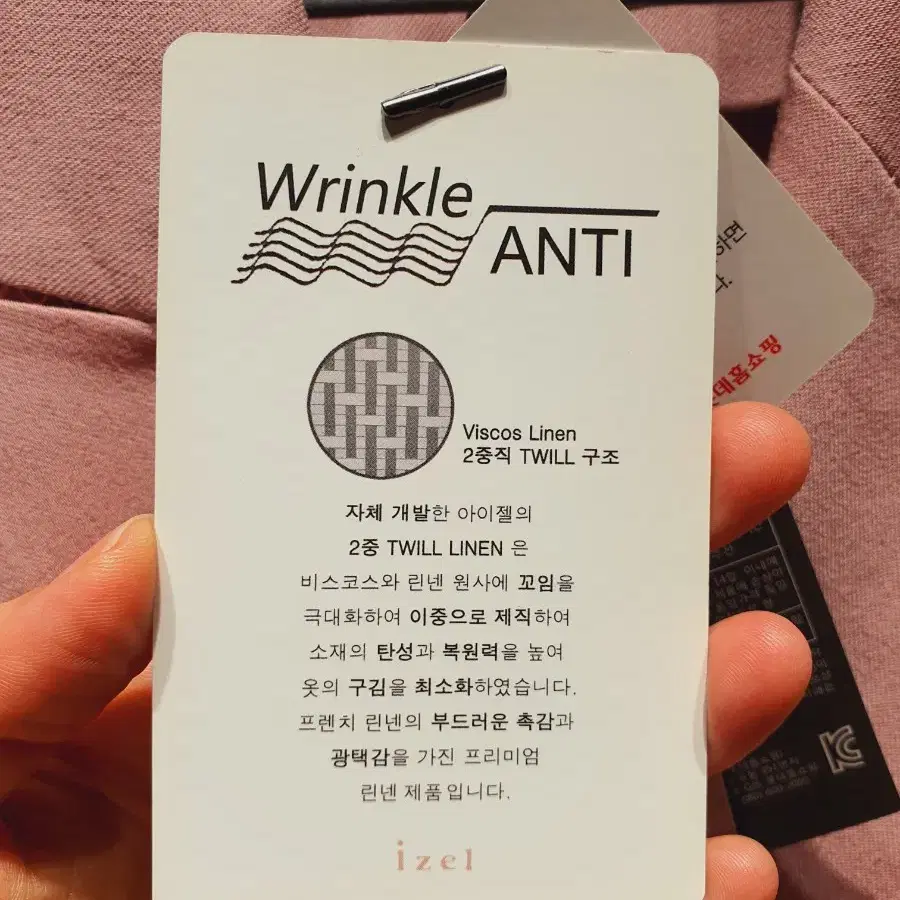 Wrinkle
ANTI
Viscos Linen
2중직 TWILL 구조
자체 개발한 아이젤의
2중 TWILL LINEN 은
비스코스와 린넨 원사에 꼬임을
극대화하여 이중으로 제직하여
소재의 탄성과 복원력을 높여
옷의 구김을 최소화하였습니다.
프렌치 린넨의 부드러운 촉감과
광택감을 가진 프리미엄
린넨 제품입니다.
izel
홈쇼핑